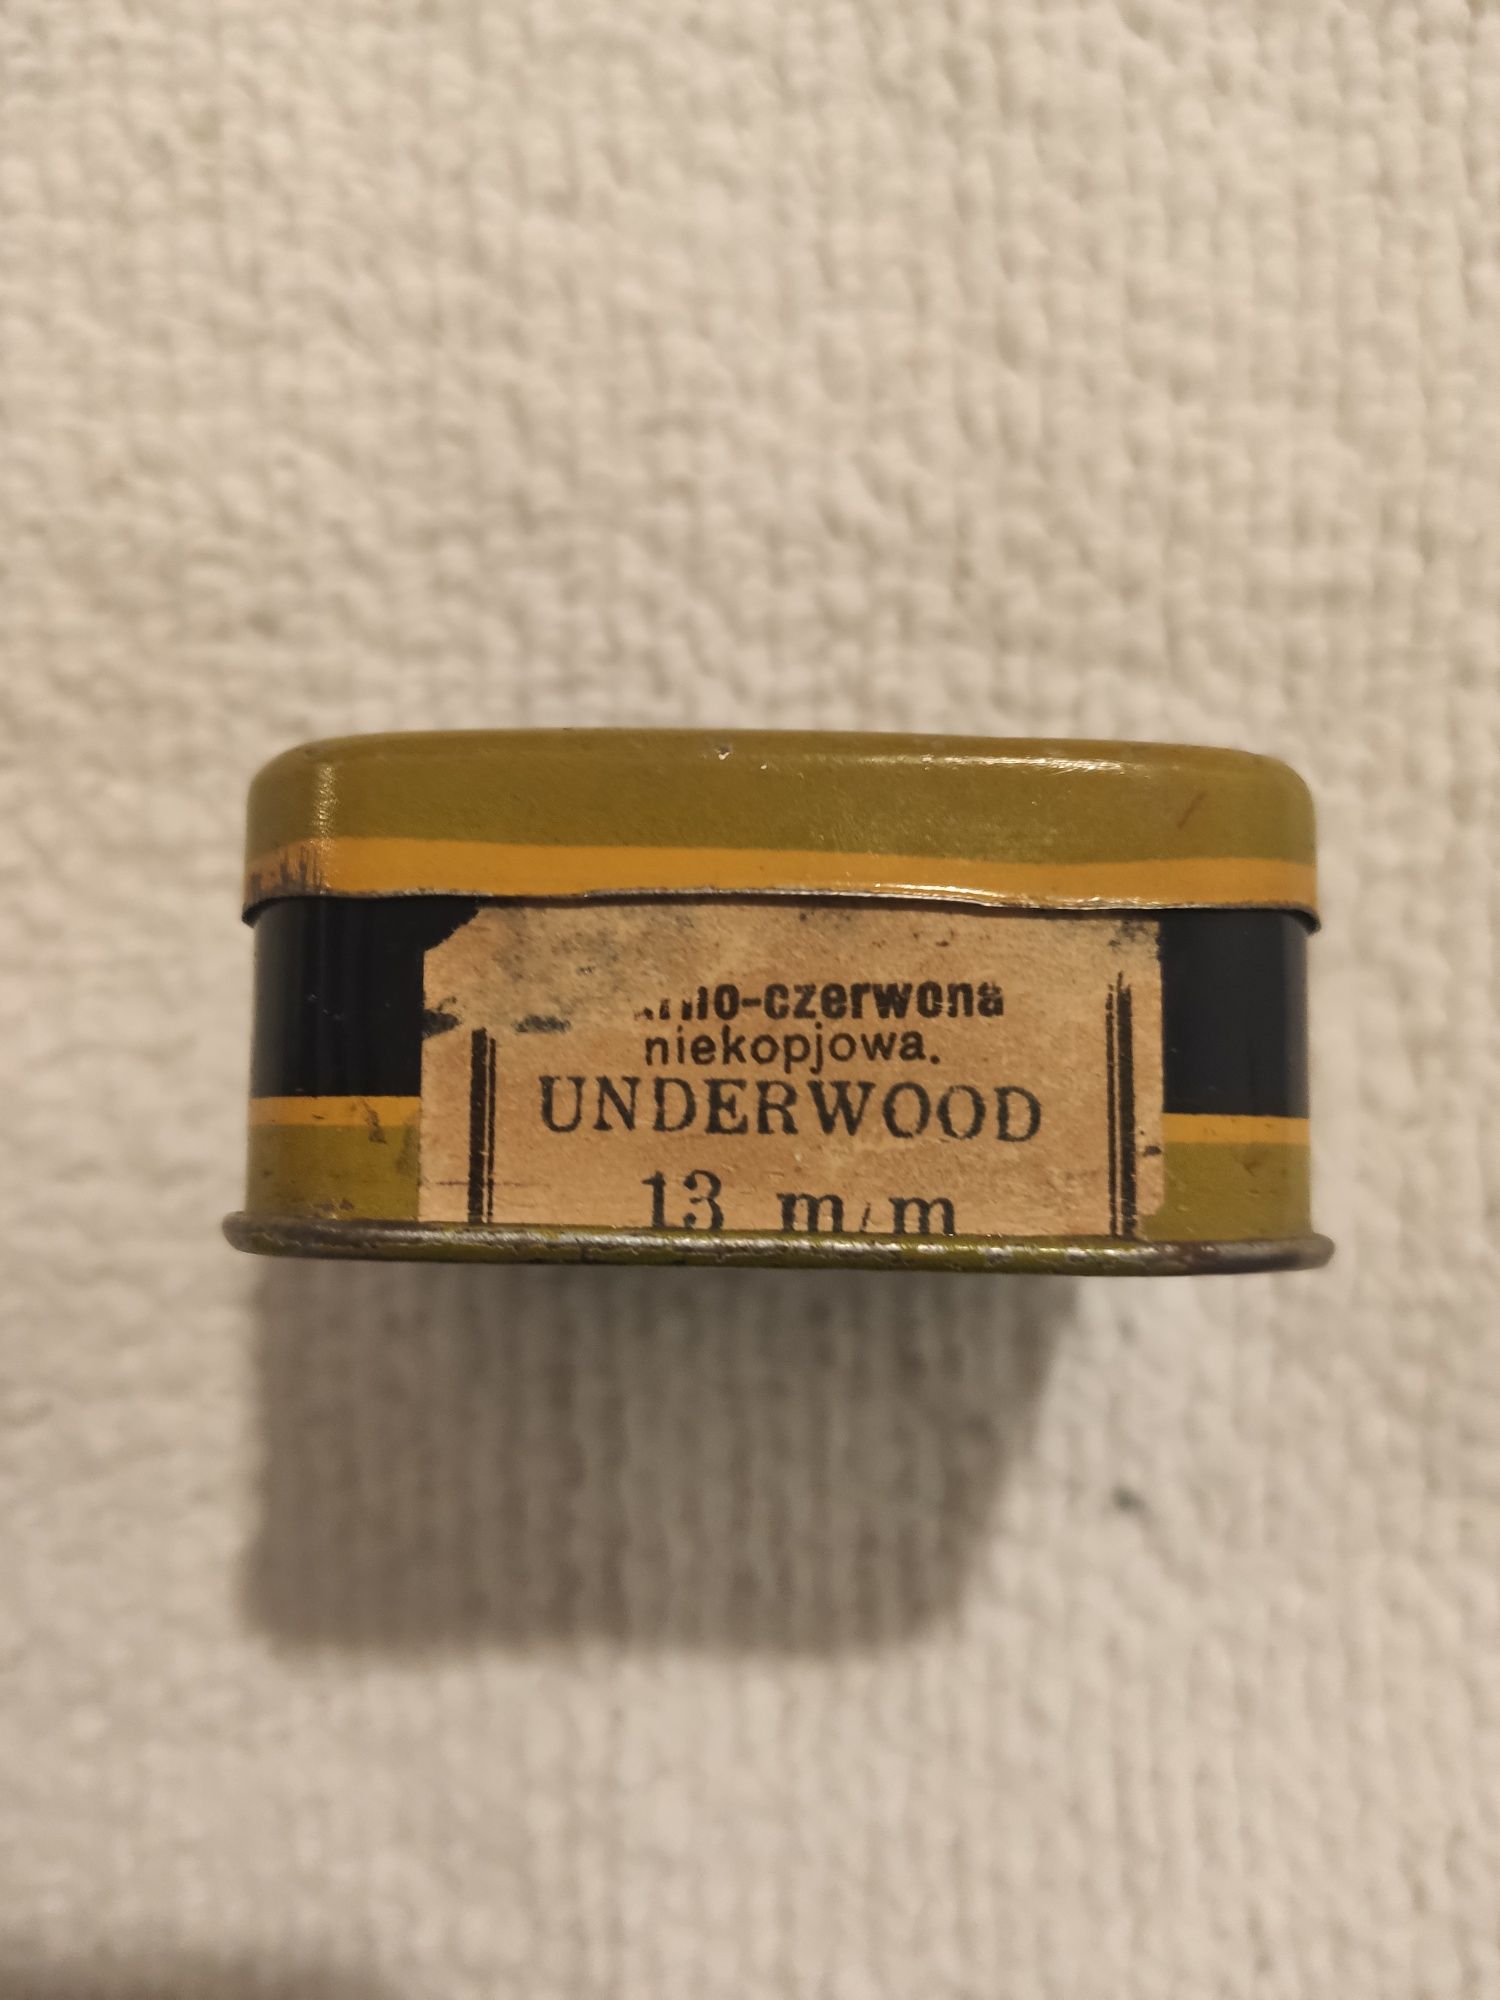 -czerwona
niekopjowa.
UNDERWOOD
13 m/m